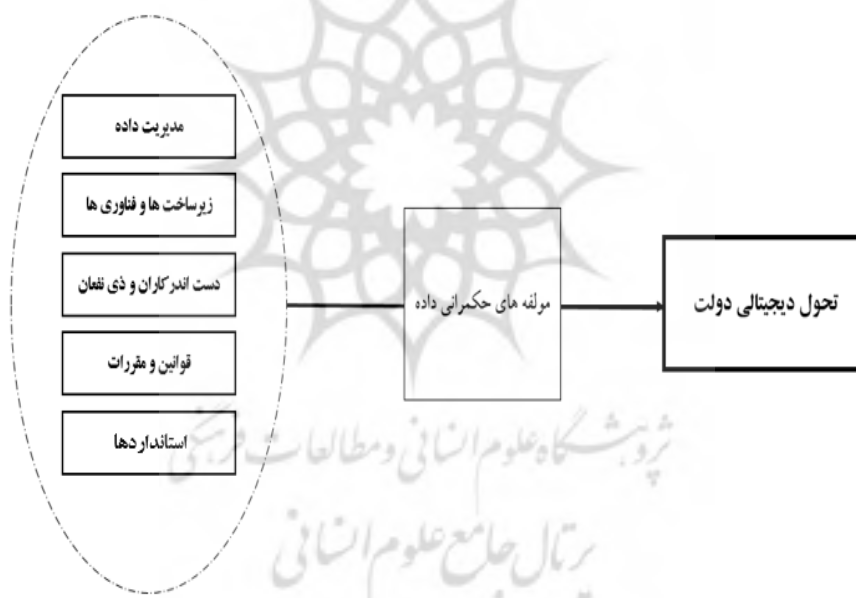 مدیریت داده
زیرساخت ها و فناوری ها
دست اندرکاران و ذی نفعان
قوانین و مقررات
استانداردها
مولفه های حکمرانی داده
تحول دیجیتالی دولت
پژوهشگاه علوم انسانی و مطالعات فرهنگی
پرتال جامع علوم انسانی